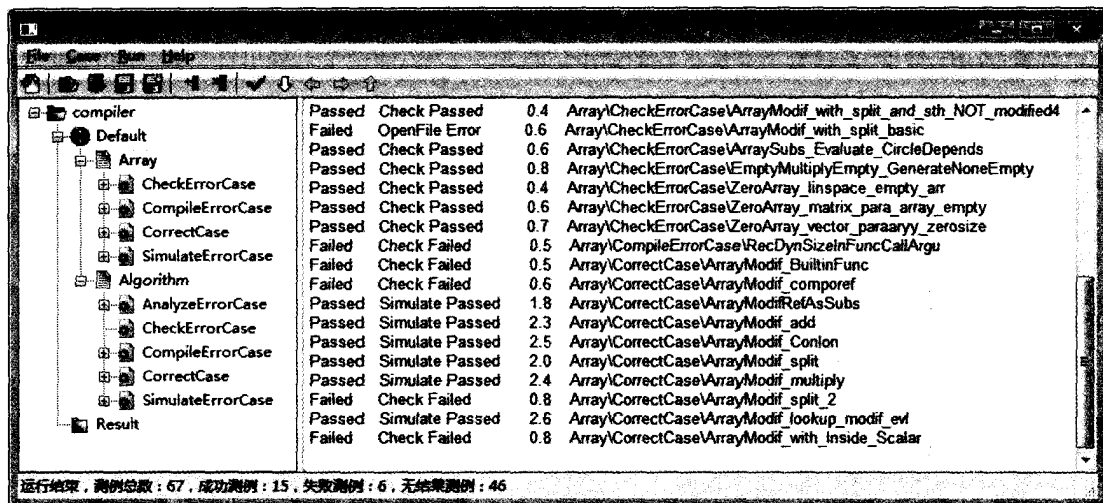 File Case Run Help
compiler
Default
Array
CheckErrorCase
CompileErrorCase
CorrectCase
SimulateErrorCase
Algorithm
AnalyzeErrorCase
CheckErrorCase
CompileErrorCase
CorrectCase
SimulateErrorCase
Result
Passed Check Passed 0.4 Array\CheckErrorCase\ArrayModif_with_split_and_sth_NOT_modified4
Failed OpenFile Error 0.6 Array\CheckErrorCase\ArrayModif_with_split_basic
Passed Check Passed 0.6 Array\CheckErrorCase\ArraySubs_Evaluate_CircleDepends
Passed Check Passed 0.8 Array\CheckErrorCase\EmptyMultiplyEmpty_GenerateNoneEmpty
Passed Check Passed 0.4 Array\CheckErrorCase\ZeroArray_linspace_empty_arr
Passed Check Passed 0.6 Array\CheckErrorCase\ZeroArray_matrix_para_array_empty
Passed Check Passed 0.7 Array\CheckErrorCase\ZeroArray_vector_paraaryy_zerosize
Failed Check Failed 0.5 Array\CompileErrorCase\RecDynSizeInFuncCallArgu
Failed Check Failed 0.5 Array\CorrectCase\ArrayModif_BuiltinFunc
Failed Check Failed 0.6 Array\CorrectCase\ArrayModif_comporef
Passed Simulate Passed 1.8 Array\CorrectCase\ArrayModifRefAsSubs
Passed Simulate Passed 2.3 Array\CorrectCase\ArrayModif_add
Passed Simulate Passed 2.5 Array\CorrectCase\ArrayModif_Conlon
Passed Simulate Passed 2.0 Array\CorrectCase\ArrayModif_split
Passed Simulate Passed 2.4 Array\CorrectCase\ArrayModif_multiply
Failed Check Failed 0.8 Array\CorrectCase\ArrayModif_split_2
Passed Simulate Passed 2.6 Array\CorrectCase\ArrayModif_lookup_modif_evl
Failed Check Failed 0.8 Array\CorrectCase\ArrayModif_with_Inside_Scalar
运行结束，测例总数：67，成功测例：15，失败测例：6，无结果测例：46